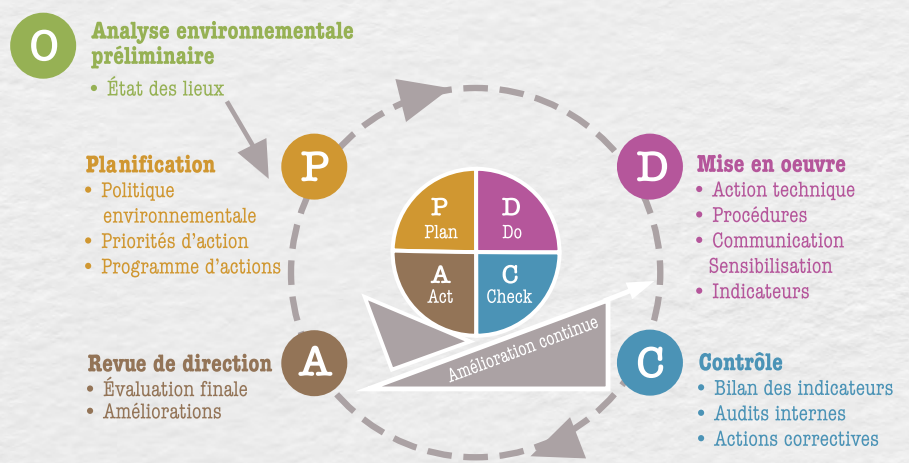 O
Analyse environnementale
préliminaire
• État des lieux
P
Planification
• Politique
environnementale
• Priorités d'action
• Programme d'actions
D
Mise en oeuvre
• Action technique
• Procédures
• Communication
Sensibilisation
• Indicateurs
P
Plan
D
Do
A
Act
C
Check
Amélioration continue
A
Revue de direction
• Évaluation finale
• Améliorations
C
Contrôle
• Bilan des indicateurs
• Audits internes
• Actions correctives